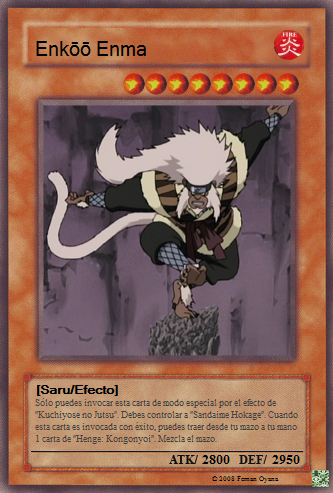 Enkōō Enma
FIRE
炎
[Saru/Efecto]
Sólo puedes invocar esta carta de modo especial por el efecto de
"Kuchiyose no Jutsu". Debes controlar a "Sandaime Hokage". Cuando
esta carta es invocada con éxito, puedes traer desde tu mazo a tu mano
1 carta de "Henge: Kongonyoi". Mezcla el mazo.
ATK/ 2800 DEF/ 2950
©2008 Ferran Oyana